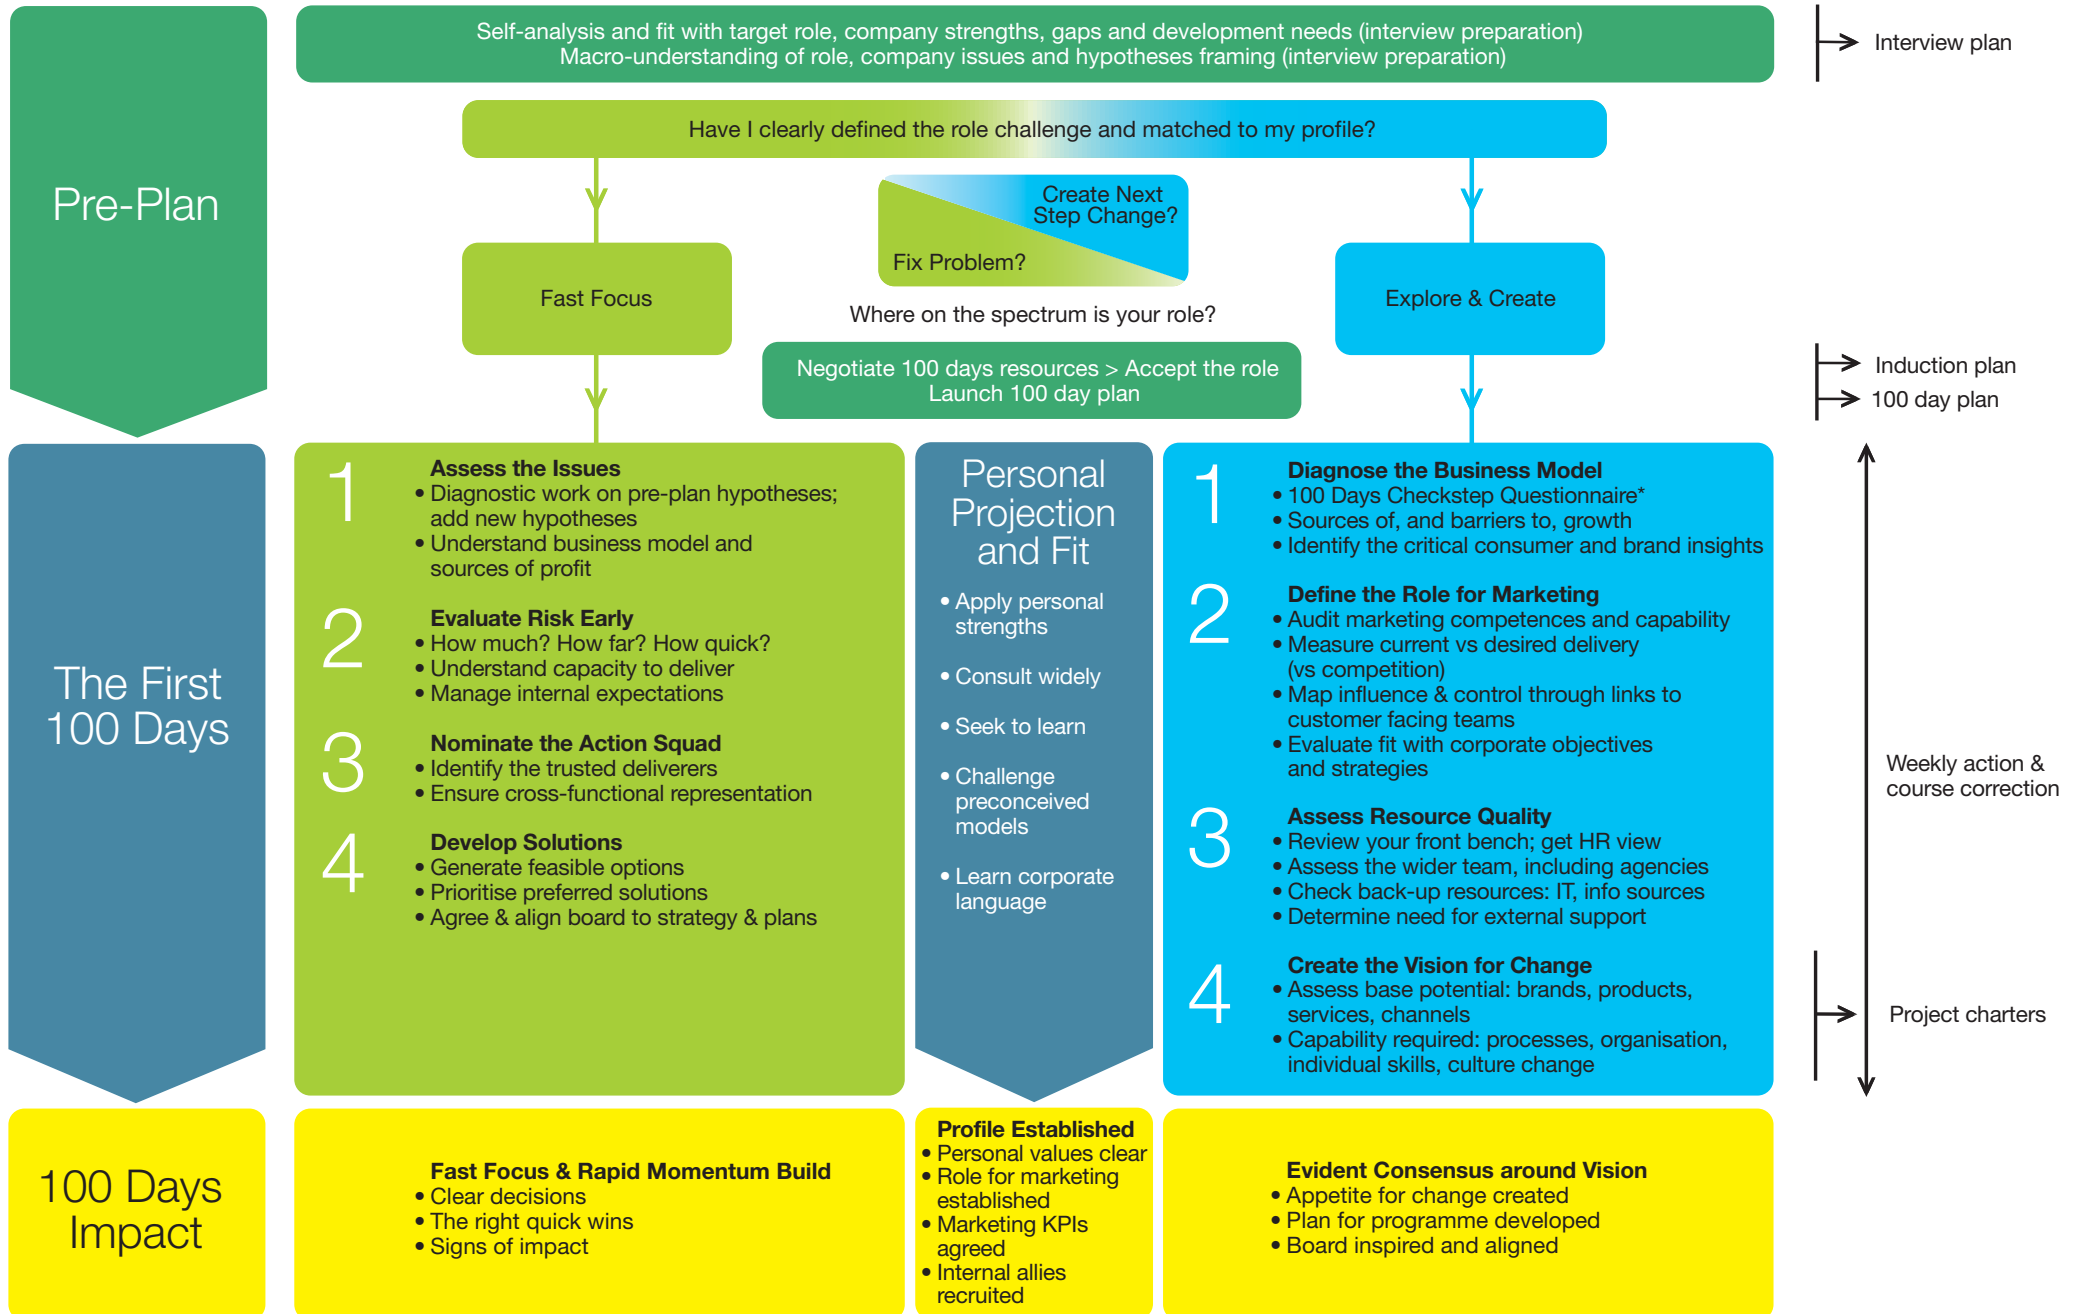 Pre-Plan
Self-analysis and fit with target role, company strengths, gaps and development needs (interview preparation)
Macro-understanding of role, company issues and hypotheses framing (interview preparation)
Interview plan
Have I clearly defined the role challenge and matched to my profile?
Fast Focus
Create Next
Step Change?
Fix Problem?
Where on the spectrum is your role?
Explore & Create
Negotiate 100 days resources > Accept the role
Launch 100 day plan
Induction plan
100 day plan
The First
100 Days
1
Assess the Issues
• Diagnostic work on pre-plan hypotheses;
add new hypotheses
• Understand business model and
sources of profit
2
Evaluate Risk Early
• How much? How far? How quick?
• Understand capacity to deliver
• Manage internal expectations
3
Nominate the Action Squad
• Identify the trusted deliverers
• Ensure cross-functional representation
4
Develop Solutions
• Generate feasible options
• Prioritise preferred solutions
• Agree & align board to strategy & plans
Personal
Projection
and Fit
• Apply personal
strengths
• Consult widely
• Seek to learn
• Challenge
preconceived
models
• Learn corporate
language
1
Diagnose the Business Model
• 100 Days Checkstep Questionnaire*
• Sources of, and barriers to, growth
• Identify the critical consumer and brand insights
2
Define the Role for Marketing
• Audit marketing competences and capability
• Measure current vs desired delivery
(vs competition)
• Map influence & control through links to
customer facing teams
• Evaluate fit with corporate objectives
and strategies
3
Assess Resource Quality
• Review your front bench; get HR view
• Assess the wider team, including agencies
• Check back-up resources: IT, info sources
• Determine need for external support
4
Create the Vision for Change
• Assess base potential: brands, products,
services, channels
• Capability required: processes, organisation,
individual skills, culture change
Weekly action &
course correction
Project charters
100 Days
Impact
Fast Focus & Rapid Momentum Build
• Clear decisions
• The right quick wins
• Signs of impact
Profile Established
• Personal values clear
• Role for marketing
established
• Marketing KPIs
agreed
• Internal allies
recruited
Evident Consensus around Vision
• Appetite for change created
• Plan for programme developed
• Board inspired and aligned